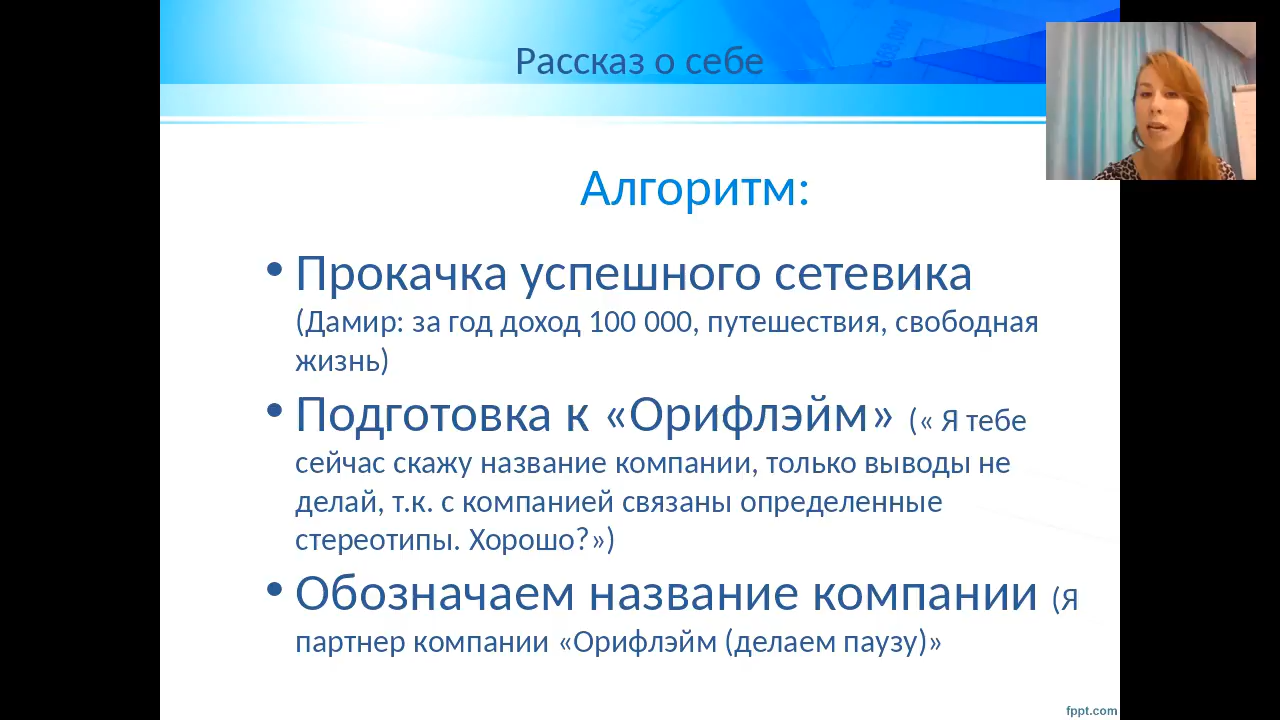 Рассказ о себе
Алгоритм:
• Прокачка успешного сетевика
(Дамир: за год доход 100 000, путешествия, свободная
жизнь)
• Подготовка к «Орифлэйм» (« Я тебе
сейчас скажу название компании, только выводы не
делай, т.к. с компанией связаны определенные
стереотипы. Хорошо?»)
• Обозначаем название компании (Я
партнер компании «Орифлэйм (делаем паузу)»
fppt.com